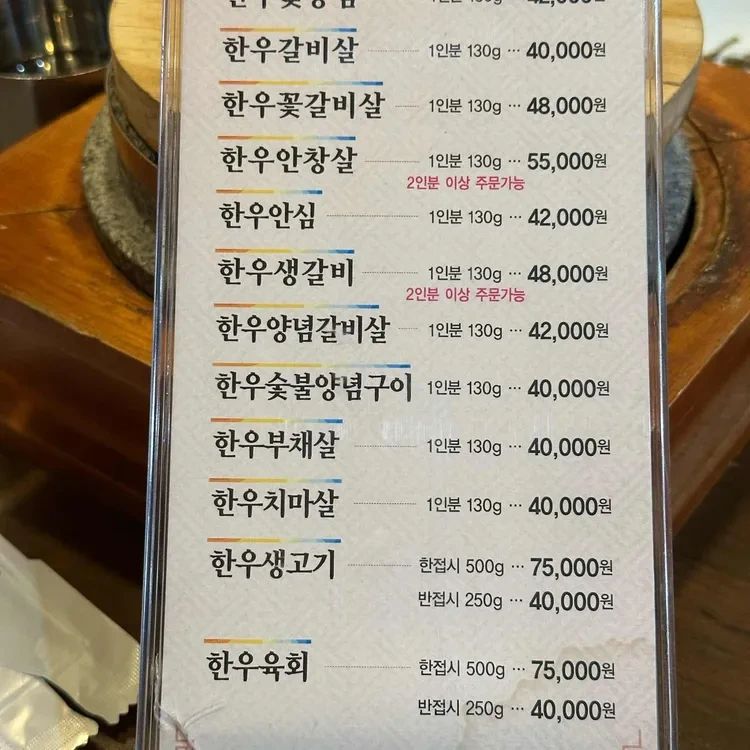 한우갈비살 1인분 130g ··· 40,000원
한우꽃갈비살 1인분 130g ··· 48,000원
한우안창살 1인분 130g ··· 55,000원
2인분 이상 주문가능
한우안심 1인분 130g ··· 42,000원
한우생갈비 1인분 130g ··· 48,000원
2인분 이상 주문가능
한우양념갈비살 1인분 130g ··· 42,000원
한우숯불양념구이 1인분 130g ··· 40,000원
한우부채살 1인분 130g ··· 40,000원
한우치마살 1인분 130g ··· 40,000원
한우생고기 한접시 500g ··· 75,000원
반접시 250g ··· 40,000원
한우육회 한접시 500g ··· 75,000원
반접시 250g ··· 40,000원